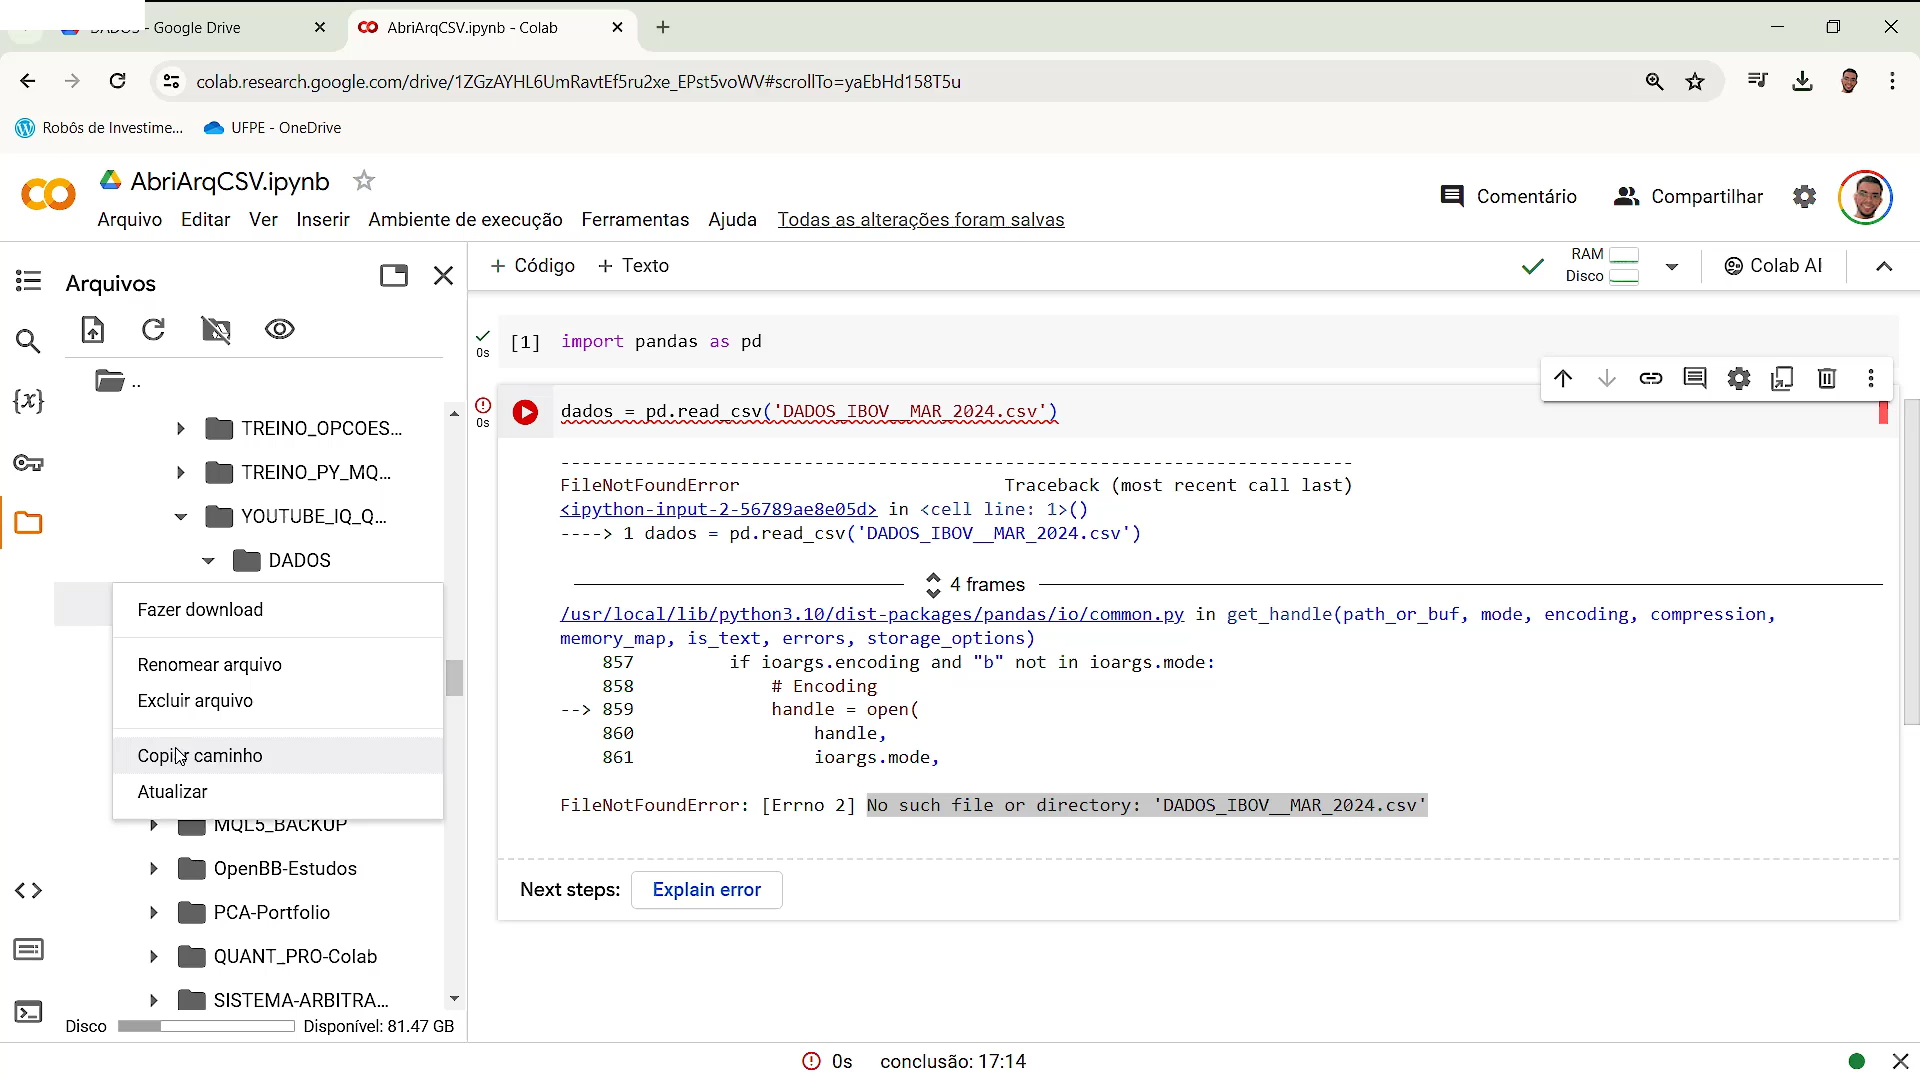 DADOS - Google Drive
AbriArqCSV.ipynb - Colab
colab.research.google.com/drive/1ZGzAYHL6UmRavtEf5ru2xe_EPst5voWV#scrollTo=yaEbHd158T5u
Robôs de Investime...
UFPE - OneDrive
AbriArqCSV.ipynb
Comentário
Compartilhar
Arquivo Editar Ver Inserir Ambiente de execução Ferramentas Ajuda Todas as alterações foram salvas
Arquivos
+ Código + Texto
RAM
Disco
Colab AI
{x}
..
TREINO_OPCOES...
TREINO_PY_MQ...
YOUTUBE_IQ_Q...
DADOS
Fazer download
Renomear arquivo
Excluir arquivo
Copiar caminho
Atualizar
MQL5_BACKUP
OpenBB-Estudos
PCA-Portfolio
QUANT_PRO-Colab
SISTEMA-ARBITRA...
Disco
Disponível: 81.47 GB
0s
[1] import pandas as pd
0s
dados = pd.read_csv('DADOS_IBOV__MAR_2024.csv')
---------------------------------------------------------------------------
FileNotFoundError Traceback (most recent call last)
<ipython-input-2-56789ae8e05d> in <cell line: 1>()
----> 1 dados = pd.read_csv('DADOS_IBOV__MAR_2024.csv')
4 frames
/usr/local/lib/python3.10/dist-packages/pandas/io/common.py in get_handle(path_or_buf, mode, encoding, compression,
memory_map, is_text, errors, storage_options)
857 if ioargs.encoding and "b" not in ioargs.mode:
858 # Encoding
--> 859 handle = open(
860 handle,
861 ioargs.mode,
FileNotFoundError: [Errno 2] No such file or directory: 'DADOS_IBOV__MAR_2024.csv'
Next steps: Explain error
0s conclusão: 17:14